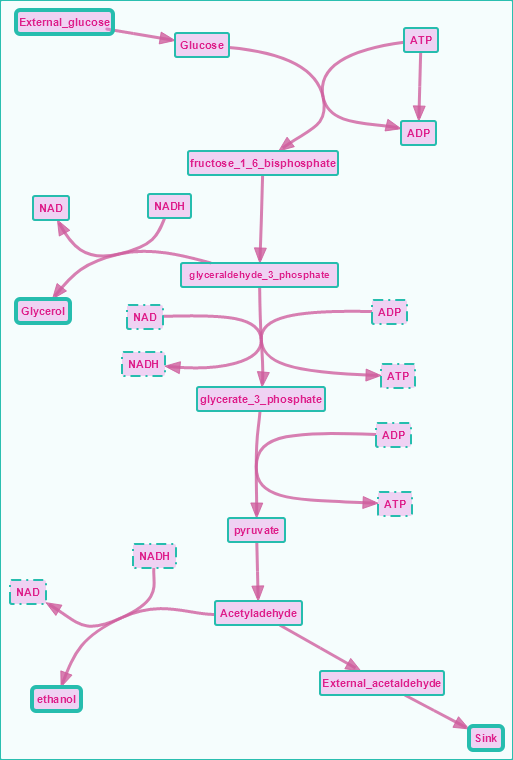 External_glucose
Glucose
ATP
ADP
fructose_1_6_bisphosphate
NAD
NADH
glyceraldehyde_3_phosphate
Glycerol
NAD
ADP
NADH
ATP
glycerate_3_phosphate
ADP
ATP
pyruvate
NADH
NAD
Acetyladehyde
External_acetaldehyde
ethanol
Sink